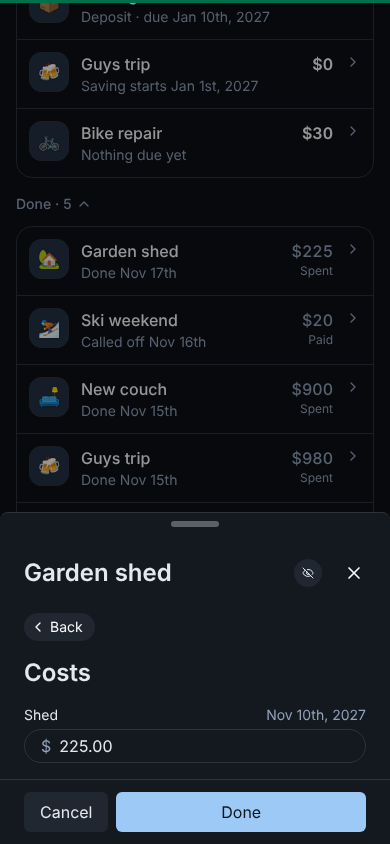 Deposit · due Jan 10th, 2027
Guys trip
$0
Saving starts Jan 1st, 2027
Bike repair
$30
Nothing due yet
Done · 5
Garden shed
$225
Done Nov 17th
Spent
Ski weekend
$20
Called off Nov 16th
Paid
New couch
$900
Done Nov 15th
Spent
Guys trip
$980
Done Nov 15th
Spent
Garden shed
Back
Costs
Shed
Nov 10th, 2027
$ 225.00
Cancel
Done